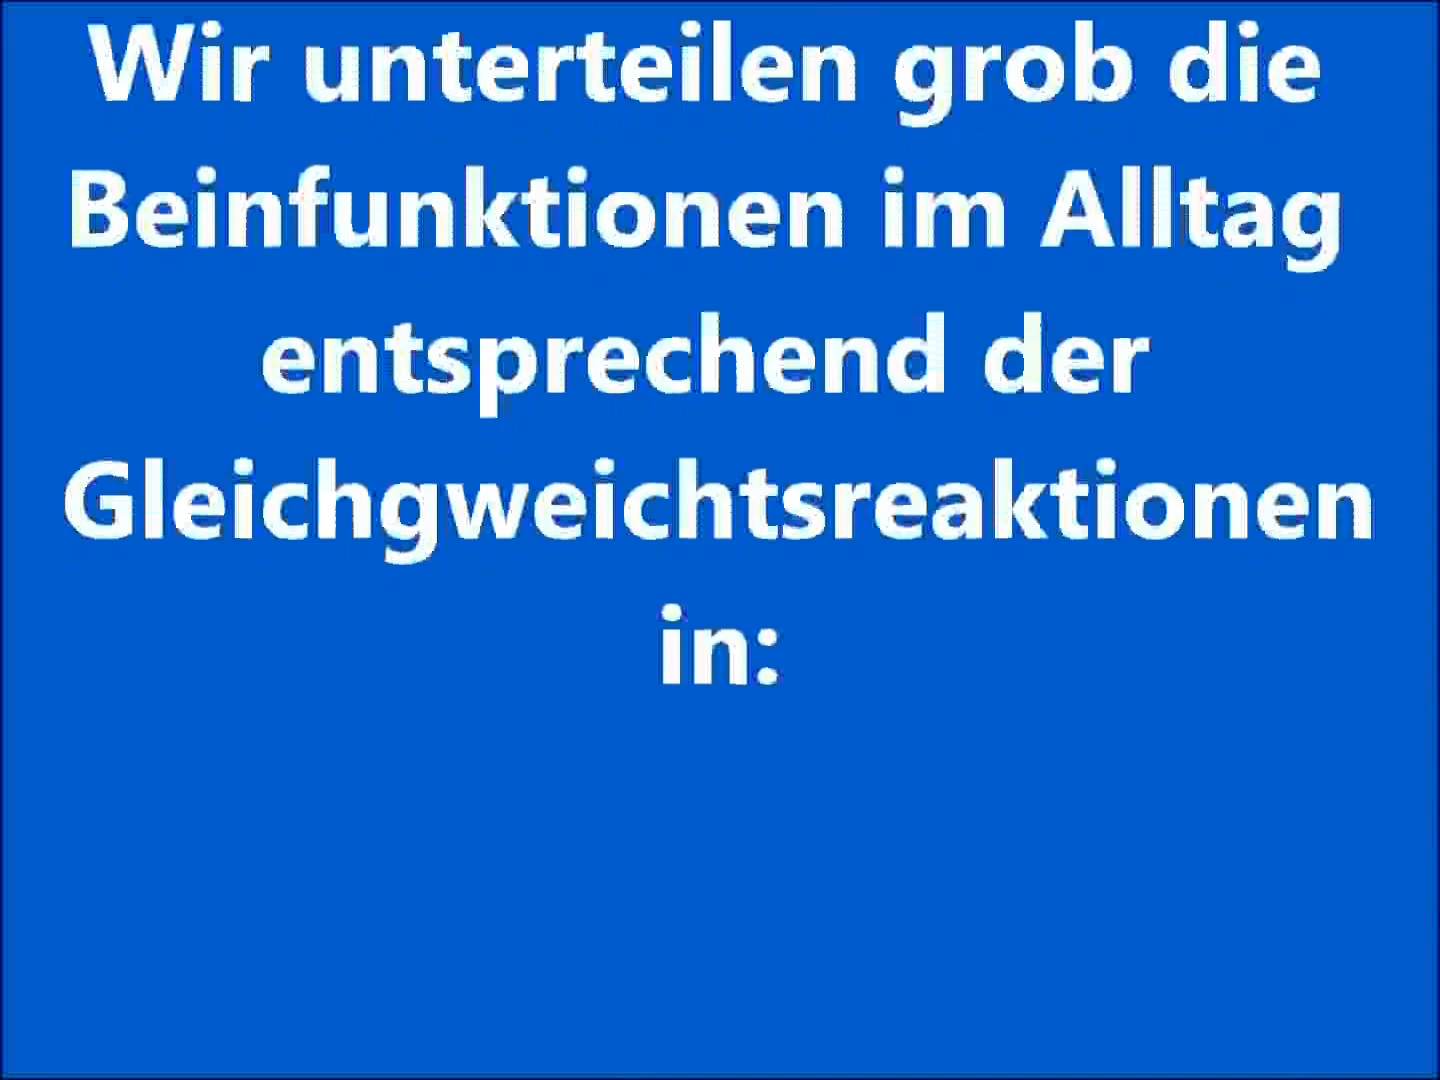 Wir unterteilen grob die
Beinfunktionen im Alltag
entsprechend der
Gleichgweichtsreaktionen
in: